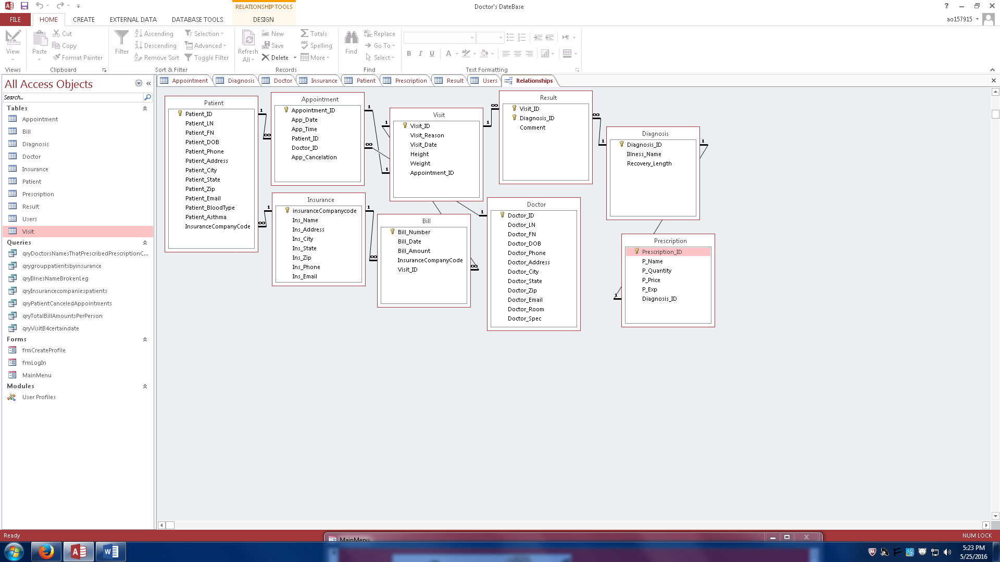 RELATIONSHIP TOOLS
Doctor's DateBase
?
FILE
HOME
CREATE
EXTERNAL DATA
DATABASE TOOLS
DESIGN
ao157915
View
Views
Paste
Cut
Copy
Format Painter
Clipboard
Filter
Ascending
Descending
Remove Sort
Selection
Advanced
Toggle Filter
Sort & Filter
Refresh
All
New
Save
Delete
Totals
Spelling
More
Records
Find
Replace
Go To
Select
Find
B I U A
Text Formatting
All Access Objects
Search...
Tables
Appointment
Bill
Diagnosis
Doctor
Insurance
Patient
Prescription
Result
Users
Visit
Queries
qryDoctorsNamesThatPrescribedPrescriptionC...
qrygrouppatientsbyinsurance
qryIllnesNameBrokenLeg
qryInsurancecompaniespatients
qryPatientCanceledAppointments
qryTotalBillAmountsPerPerson
qryVisitB4certaindate
Forms
frmCreateProfile
frmLogIn
MainMenu
Modules
User Profiles
Appointment
Diagnosis
Doctor
Insurance
Patient
Prescription
Result
Users
Relationships
Patient
Patient_ID
Patient_LN
Patient_FN
Patient_DOB
Patient_Phone
Patient_Address
Patient_City
Patient_State
Patient_Zip
Patient_Email
Patient_BloodType
Patient_Asthma
InsuranceCompanyCode
1
∞
Appointment
Appointment_ID
App_Date
App_Time
Patient_ID
Doctor_ID
App_Cancelation
1
∞
Insurance
insuranceCompanycode
Ins_Name
Ins_Address
Ins_City
Ins_State
Ins_Zip
Ins_Phone
Ins_Email
1
∞
1
∞
Visit
Visit_ID
Visit_Reason
Visit_Date
Height
Weight
Appointment_ID
1
1
1
∞
Bill
Bill_Number
Bill_Date
Bill_Amount
InsuranceCompanyCode
Visit_ID
∞
Result
Visit_ID
Diagnosis_ID
Comment
∞
1
Doctor
Doctor_ID
Doctor_LN
Doctor_FN
Doctor_DOB
Doctor_Phone
Doctor_Address
Doctor_City
Doctor_State
Doctor_Zip
Doctor_Email
Doctor_Room
Doctor_Spec
1
Diagnosis
Diagnosis_ID
Illness_Name
Recovery_Length
1
Prescription
Prescription_ID
P_Name
P_Quantity
P_Price
P_Exp
Diagnosis_ID
1
Ready
NUM LOCK
MainMenu
5:23 PM
5/25/2016